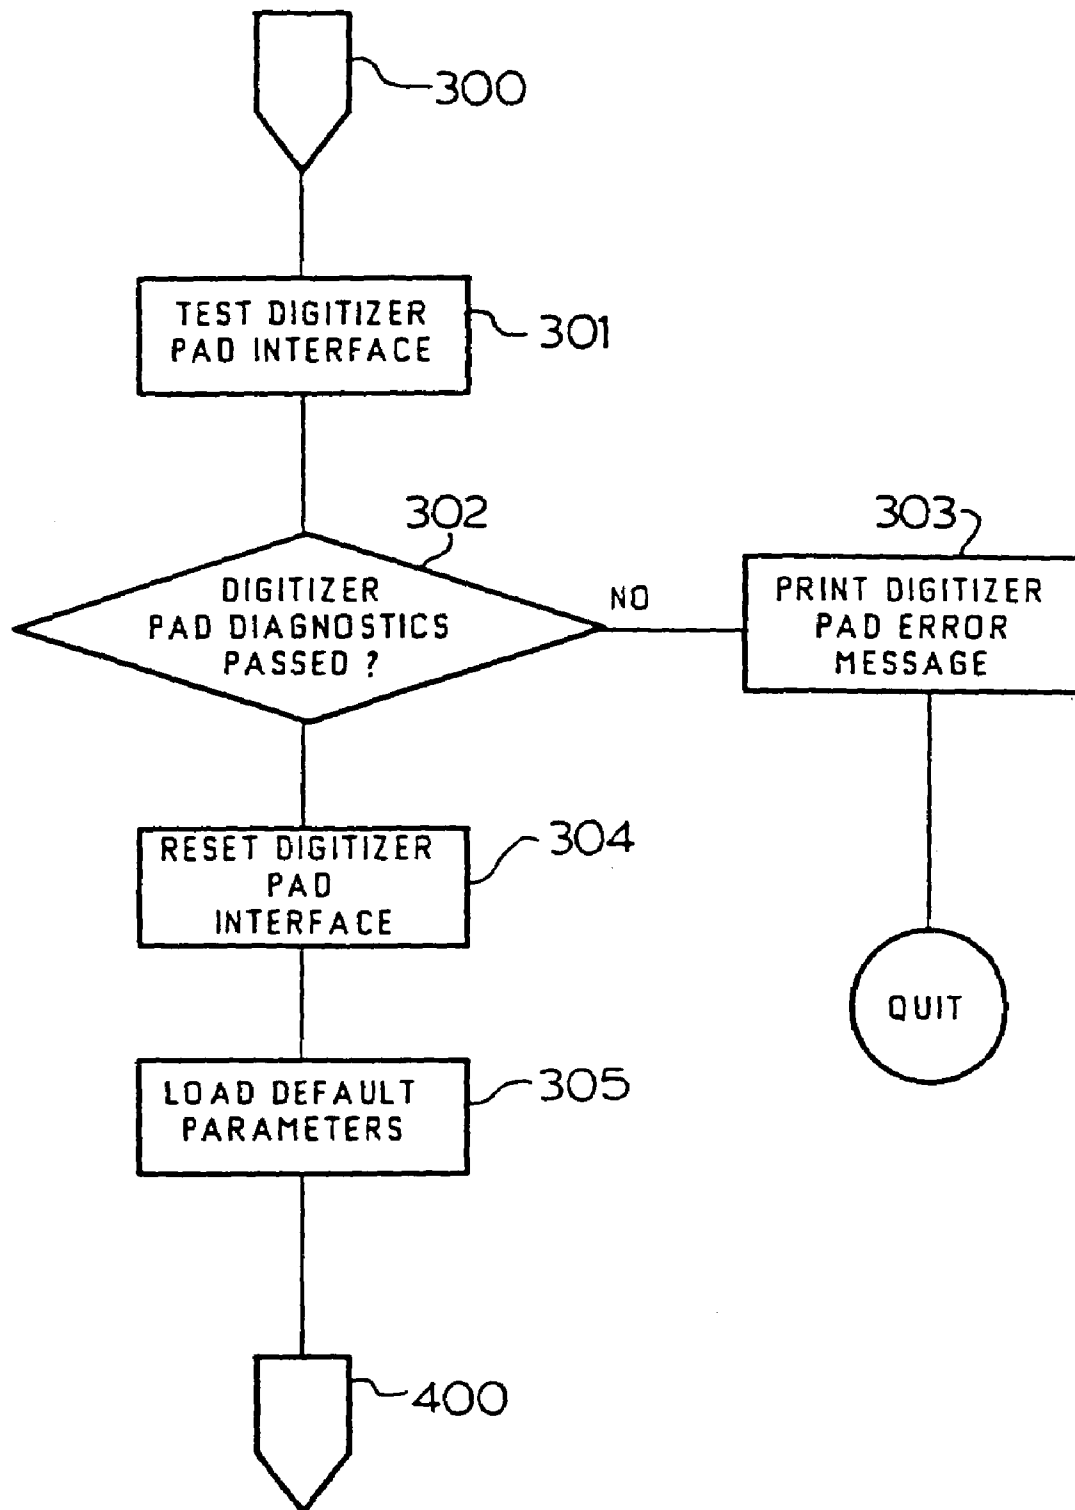 300
TEST DIGITIZER
PAD INTERFACE
301
302
DIGITIZER
PAD DIAGNOSTICS
PASSED ?
NO
303
PRINT DIGITIZER
PAD ERROR
MESSAGE
RESET DIGITIZER
PAD
INTERFACE
304
QUIT
LOAD DEFAULT
PARAMETERS
305
400